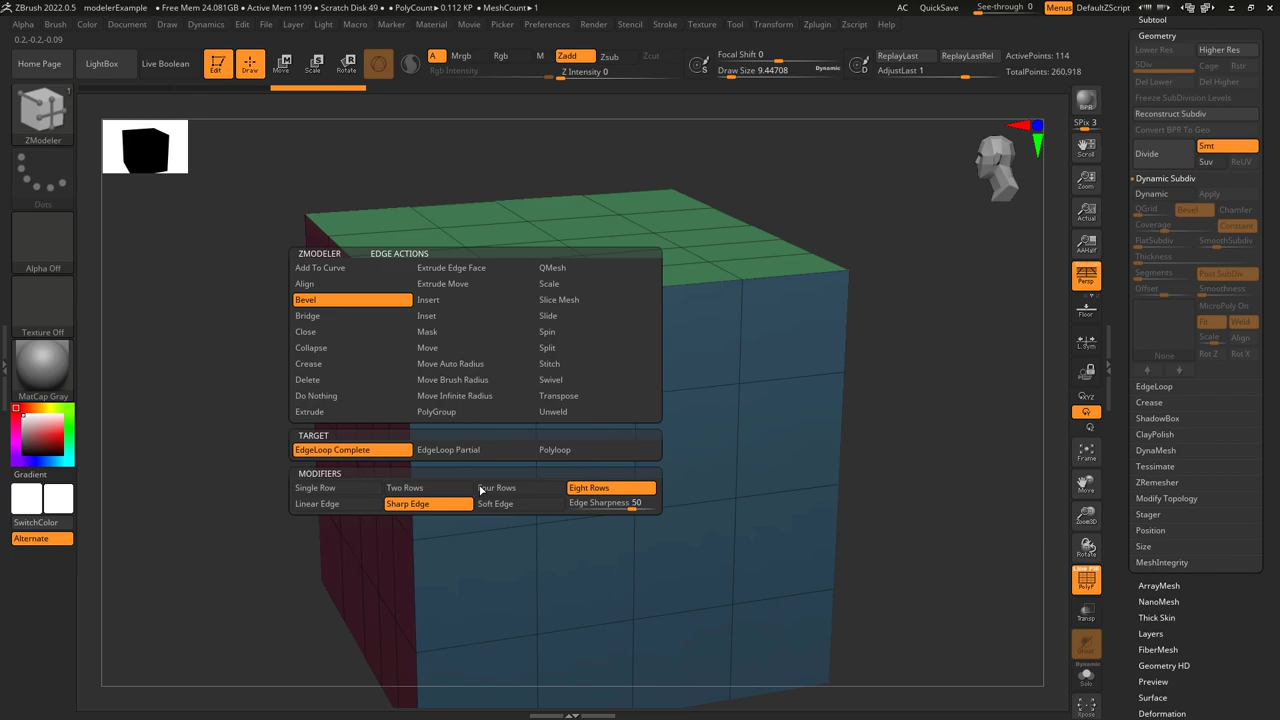 ZBrush 2022.0.5 modelerExample • Free Mem 24.081GB • Active Mem 1199 • Scratch Disk 49 • PolyCount▸0.112 KP • MeshCount▸1 AC QuickSave See-through 0 Menus DefaultZScript
Alpha Brush Color Document Draw Dynamics Edit File Layer Light Macro Marker Material Movie Picker Preferences Render Stencil Stroke Texture Tool Transform Zplugin Zscript Help
0.2,-0.2,-0.09
Home Page LightBox Live Boolean Edit Draw Move Scale Rotate
A Mrgb Rgb M Zadd Zsub Zcut
Rgb Intensity Z Intensity 0
Focal Shift 0
Draw Size 9.44708 Dynamic
S D
ReplayLast ReplayLastRel ActivePoints: 114
AdjustLast 1 TotalPoints: 260,918
1
ZModeler
Dots
Alpha Off
Texture Off
MatCap Gray
Gradient
SwitchColor
Alternate
ZMODELER EDGE ACTIONS
Add To Curve Extrude Edge Face QMesh
Align Extrude Move Scale
Bevel Insert Slice Mesh
Bridge Inset Slide
Close Mask Spin
Collapse Move Split
Crease Move Auto Radius Stitch
Delete Move Brush Radius Swivel
Do Nothing Move Infinite Radius Transpose
Extrude PolyGroup Unweld
TARGET
EdgeLoop Complete EdgeLoop Partial Polyloop
MODIFIERS
Single Row Two Rows Four Rows Eight Rows
Linear Edge Sharp Edge Soft Edge Edge Sharpness 50
BPR
SPix 3
Scroll
Zoom
Actual
AAHalf
Persp
Floor
L.Sym
Frame
Move
Zoom3D
Rotate
Line Fill
PolyF
Transp
Ghost
Dynamic
Solo
Xpose
Subtool
Geometry
Lower Res Higher Res
SDiv Cage Rstr
Del Lower Del Higher
Freeze SubDivision Levels
Reconstruct Subdiv
Convert BPR To Geo
Divide Smt
Suv ReUV
Dynamic Subdiv
Dynamic Apply
QGrid Bevel Chamfer
Coverage Constant
FlatSubdiv SmoothSubdiv
Thickness
Segments Post SubDiv
Offset Smoothness
MicroPoly On
Fit Weld
Scale Align
None Rot Z Rot X
EdgeLoop
Crease
ShadowBox
ClayPolish
DynaMesh
Tessimate
ZRemesher
Modify Topology
Stager
Position
Size
MeshIntegrity
ArrayMesh
NanoMesh
Thick Skin
Layers
FiberMesh
Geometry HD
Preview
Surface
Deformation